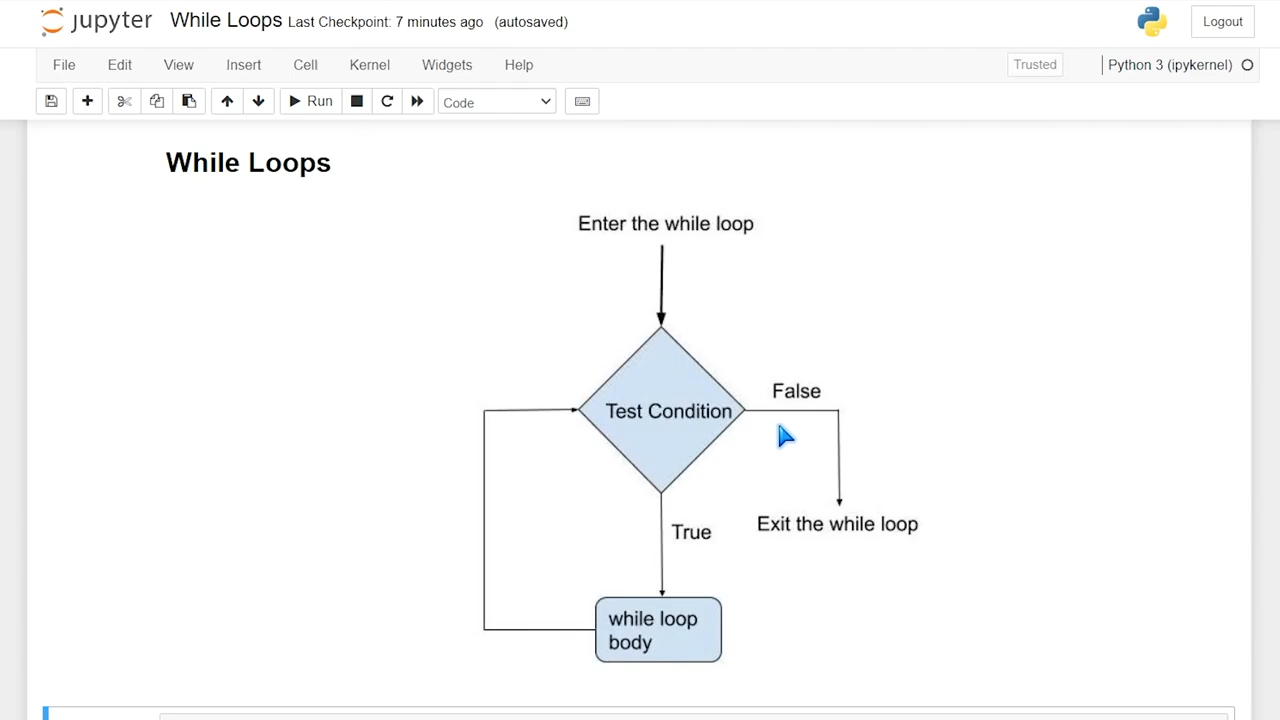 jupyter While Loops Last Checkpoint: 7 minutes ago (autosaved) Logout
File Edit View Insert Cell Kernel Widgets Help Trusted Python 3 (ipykernel)
Run Code
While Loops
Enter the while loop
False
Test Condition
Exit the while loop
True
while loop
body